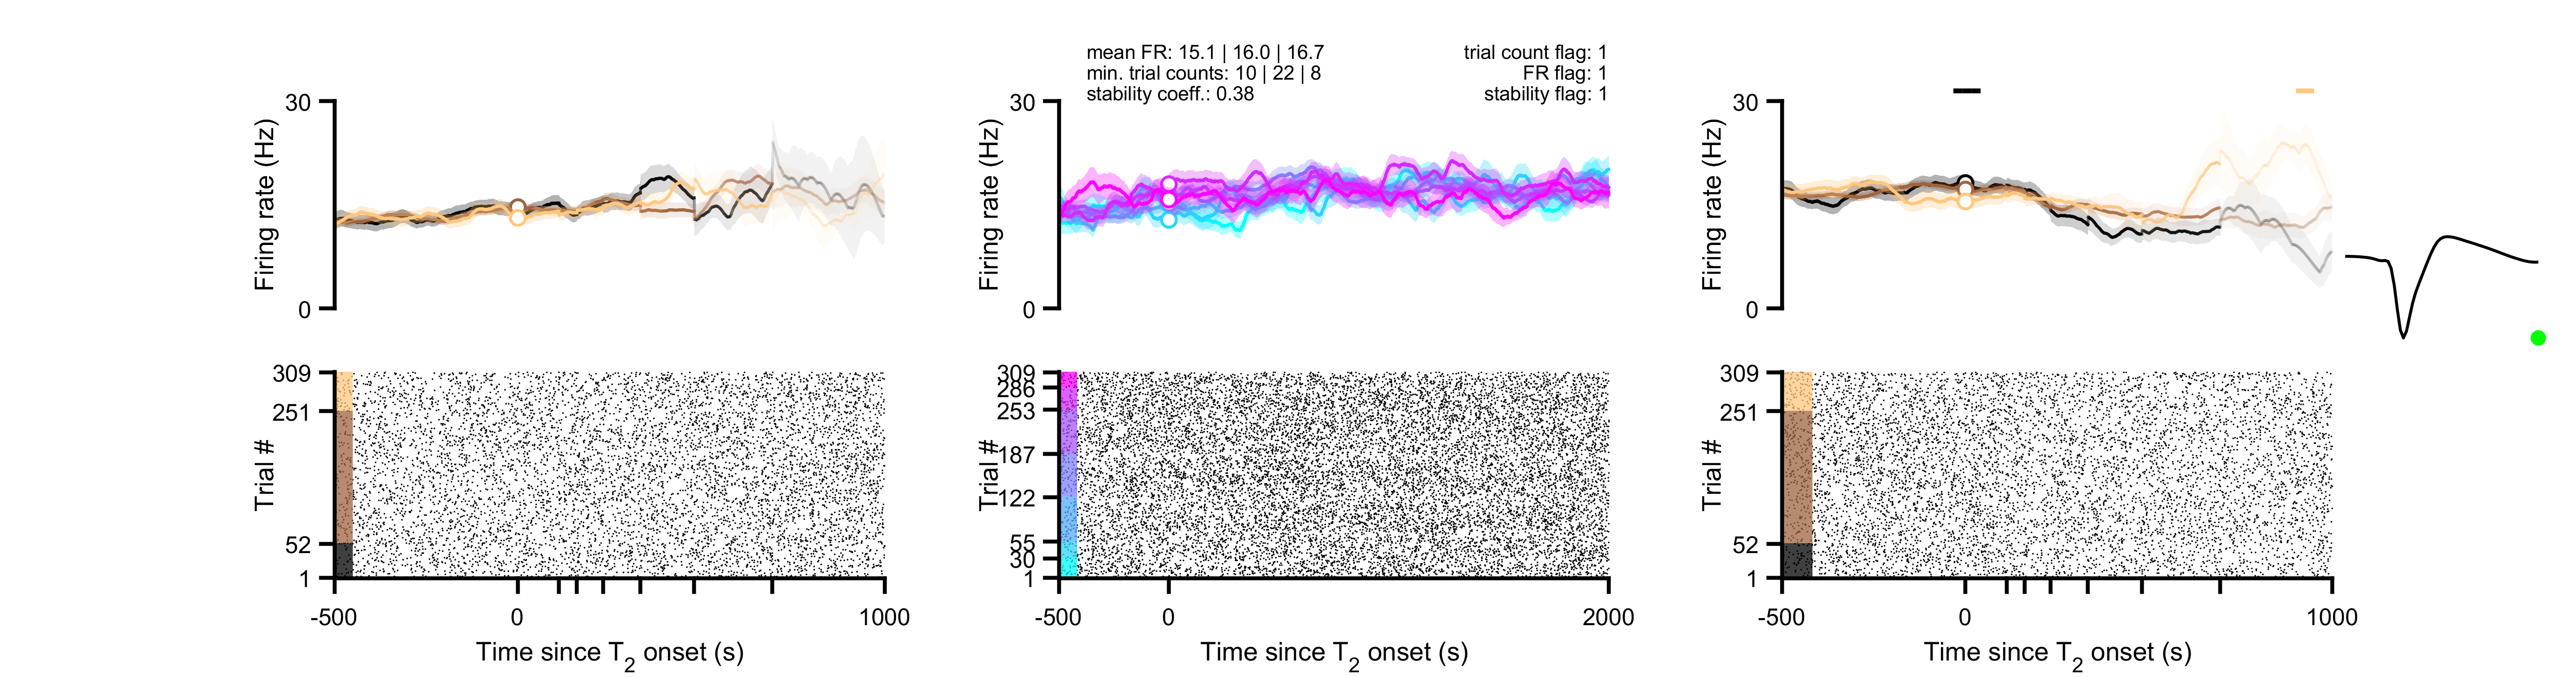 mean FR: 15.1 | 16.0 | 16.7
min. trial counts: 10 | 22 | 8
stability coeff.: 0.38
trial count flag: 1
FR flag: 1
stability flag: 1
30
0
Firing rate (Hz)
30
0
Firing rate (Hz)
30
0
Firing rate (Hz)
309
251
52
1
Trial #
-500
0
1000
Time since T2 onset (s)
309
286
253
187
122
55
30
1
Trial #
-500
0
2000
Time since T2 onset (s)
309
251
52
1
Trial #
-500
0
1000
Time since T2 onset (s)